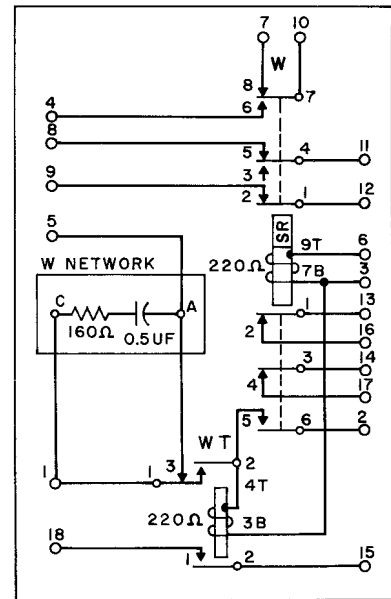 7 10
W
8
7
4
6
8
5 4 11
9
3
2 1 12
5
SR
9T 6
220Ω 7B 3
W NETWORK
C A 1 13
160Ω 0.5UF
2 16
3 14
4 17
5 6 2
WT
1 1 3 2
4T
220Ω 3B
18
1 2 15